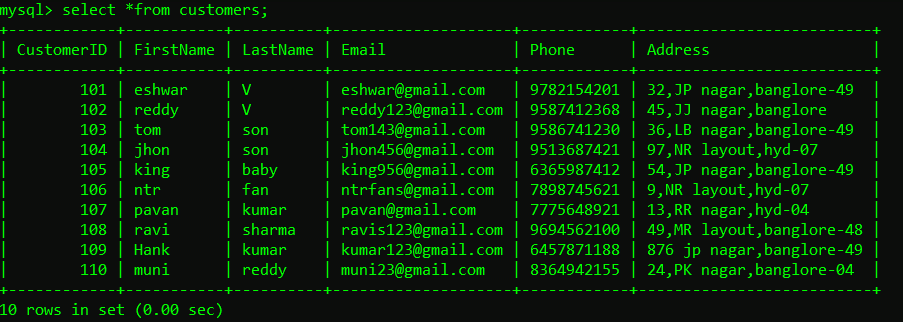 mysql> select *from customers;
+------------+-----------+----------+--------------------+------------+--------------------------+
| CustomerID | FirstName | LastName | Email              | Phone      | Address                  |
+------------+-----------+----------+--------------------+------------+--------------------------+
|        101 | eshwar    | V        | eshwar@gmail.com   | 9782154201 | 32,JP nagar,banglore-49  |
|        102 | reddy     | V        | reddy123@gmail.com | 9587412368 | 45,JJ nagar,banglore     |
|        103 | tom       | son      | tom143@gmail.com   | 9586741230 | 36,LB nagar,banglore-49  |
|        104 | jhon      | son      | jhon456@gmail.com  | 9513687421 | 97,NR layout,hyd-07      |
|        105 | king      | baby     | king956@gmail.com  | 6365987412 | 54,JP nagar,banglore-49  |
|        106 | ntr       | fan      | ntrfans@gmail.com  | 7898745621 | 9,NR layout,hyd-07       |
|        107 | pavan     | kumar    | pavan@gmail.com    | 7775648921 | 13,RR nagar,hyd-04       |
|        108 | ravi      | sharma   | ravis123@gmail.com | 9694562100 | 49,MR layout,banglore-48 |
|        109 | Hank      | kumar    | kumar123@gmail.com | 6457871188 | 876 jp nagar,banglore-49 |
|        110 | muni      | reddy    | muni23@gmail.com   | 8364942155 | 24,PK nagar,banglore-04  |
+------------+-----------+----------+--------------------+------------+--------------------------+
10 rows in set (0.00 sec)